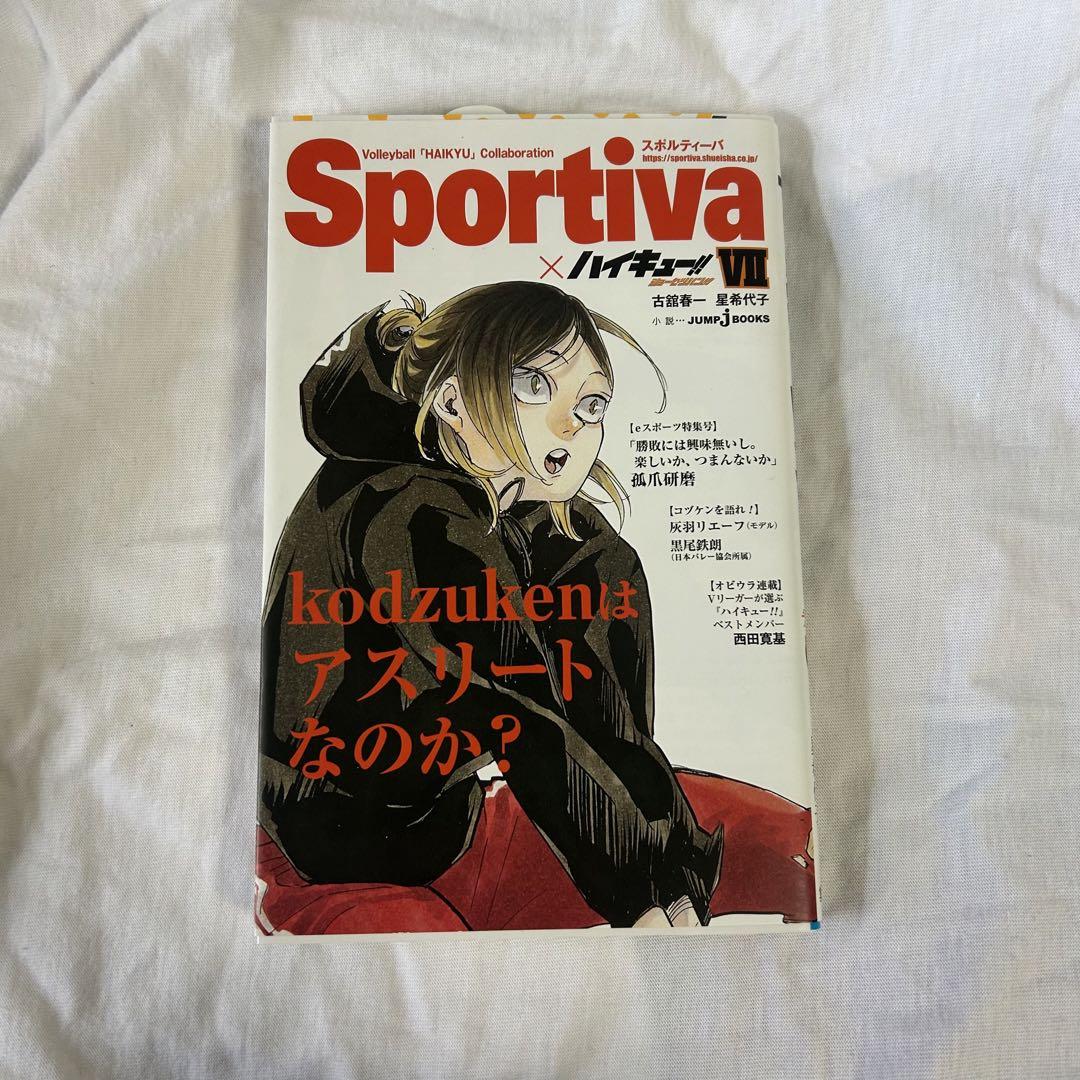 Volleyball「HAIKYU」Collaboration
スポルティーバ
https://sportiva.shueisha.co.jp/
Sportiva
×ハイキュー!!
ショーセツバン!!
VII
古舘春一 星希代子
小説… JUMP j BOOKS
【eスポーツ特集号】
「勝敗には興味無いし。
楽しいか、つまんないか」
孤爪研磨
【コヅケンを語れ!】
灰羽リエーフ(モデル)
黒尾鉄朗
(日本バレー協会所属)
【オビウラ連載】
Vリーガーが選ぶ
『ハイキュー!!』
ベストメンバー
西田寛基
kodzukenは
アスリート
なのか?